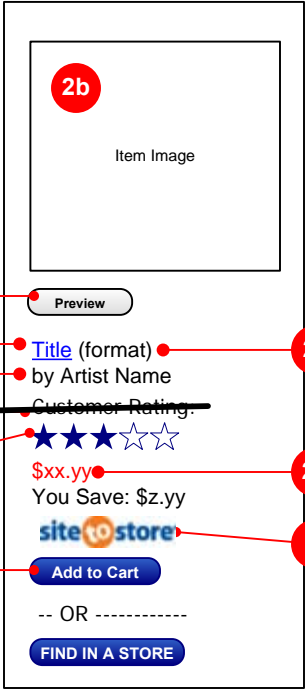 2b
Item Image
Preview
Title (format)
by Artist Name
Customer Rating:
$xx.yy
You Save: $z.yy
site to store
Add to Cart
-- OR ------------
FIND IN A STORE